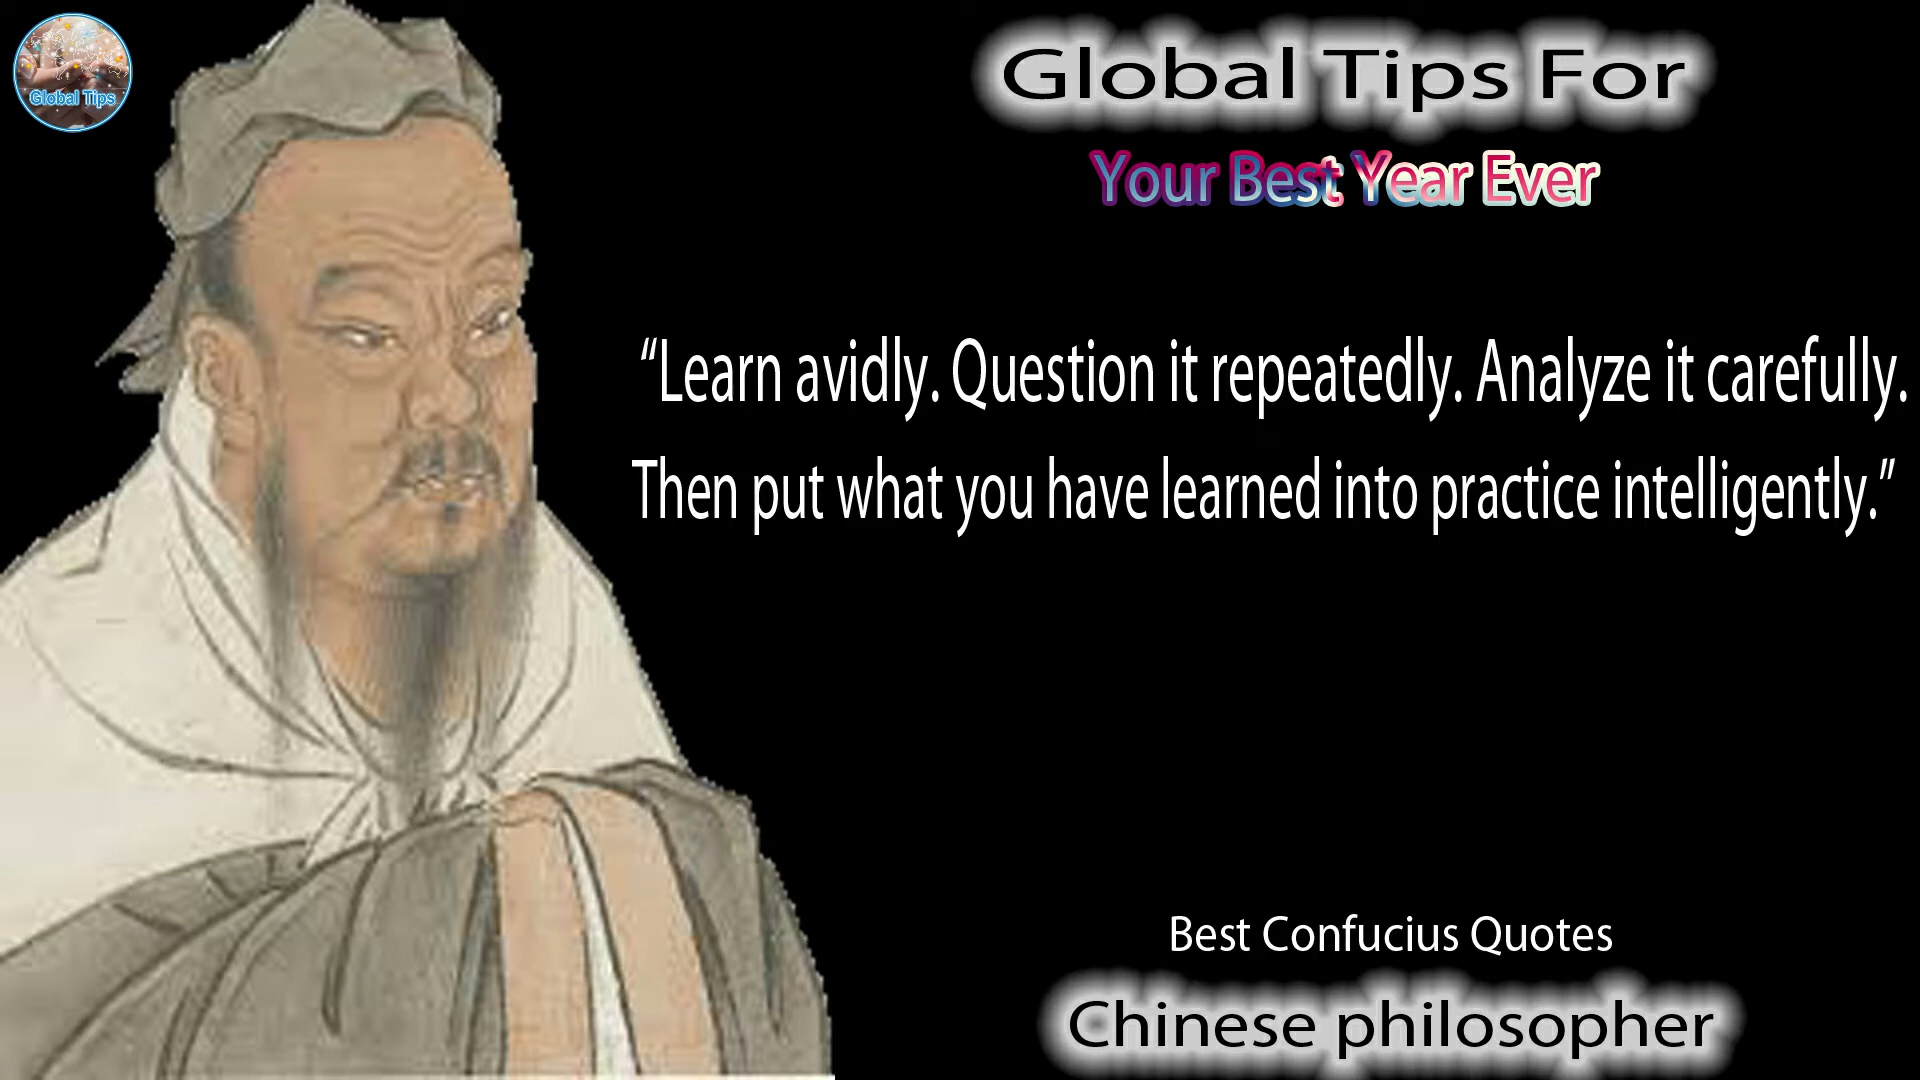 Global Tips
Global Tips For
Your Best Year Ever
“Learn avidly. Question it repeatedly. Analyze it carefully.
Then put what you have learned into practice intelligently.”
Best Confucius Quotes
Chinese philosopher